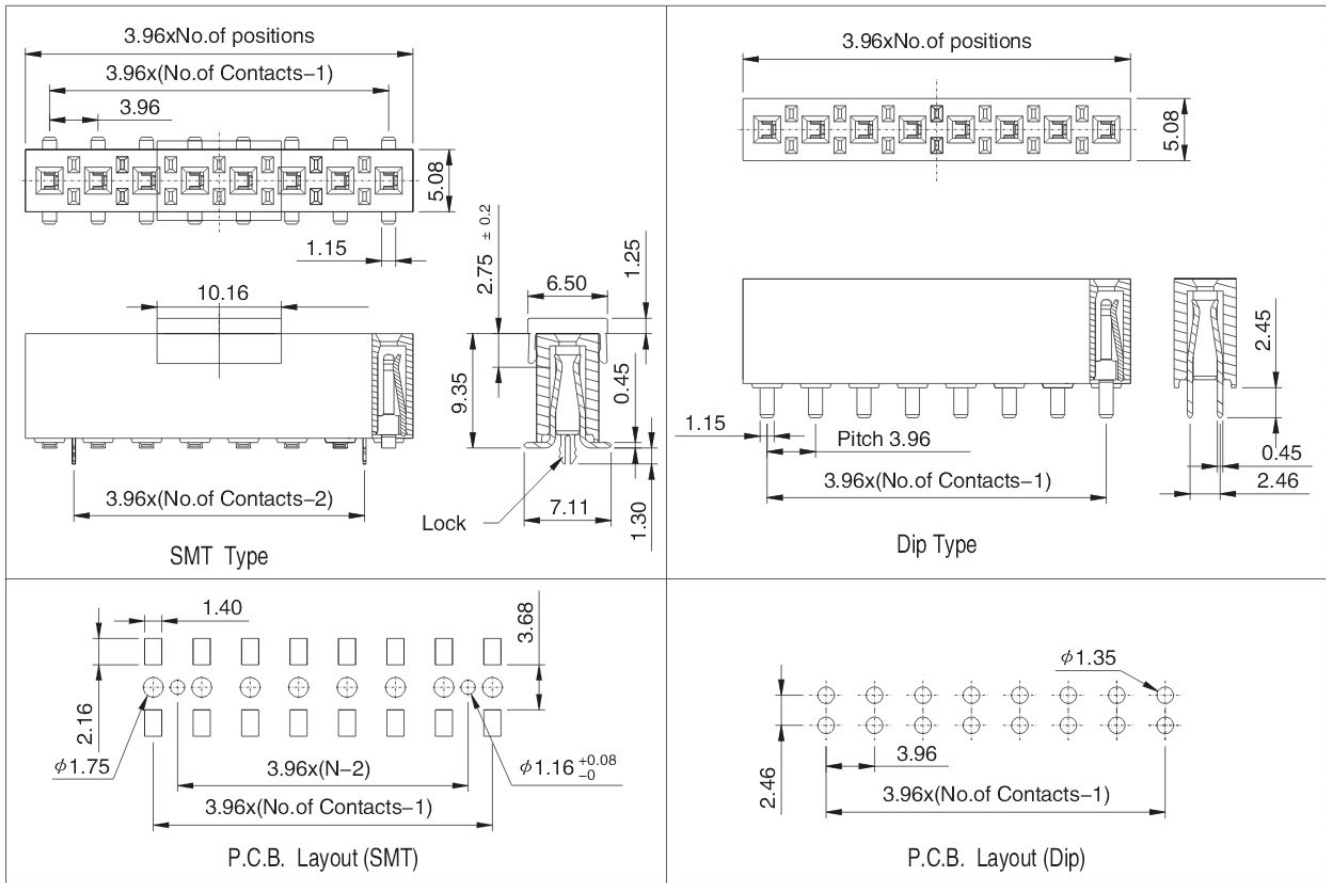 3.96xNo.of positions
3.96x(No.of Contacts–1)
3.96
5.08
1.15
10.16
2.75 ± 0.2
6.50
1.25
9.35
0.45
3.96x(No.of Contacts–2)
Lock
7.11
1.30
SMT Type
3.96xNo.of positions
5.08
2.45
1.15
Pitch 3.96
3.96x(No.of Contacts–1)
0.45
2.46
Dip Type
1.40
3.68
2.16
ϕ1.75
3.96x(N–2)
ϕ1.16 +0.08 –0
3.96x(No.of Contacts–1)
P.C.B. Layout (SMT)
ϕ1.35
2.46
3.96
3.96x(No.of Contacts–1)
P.C.B. Layout (Dip)